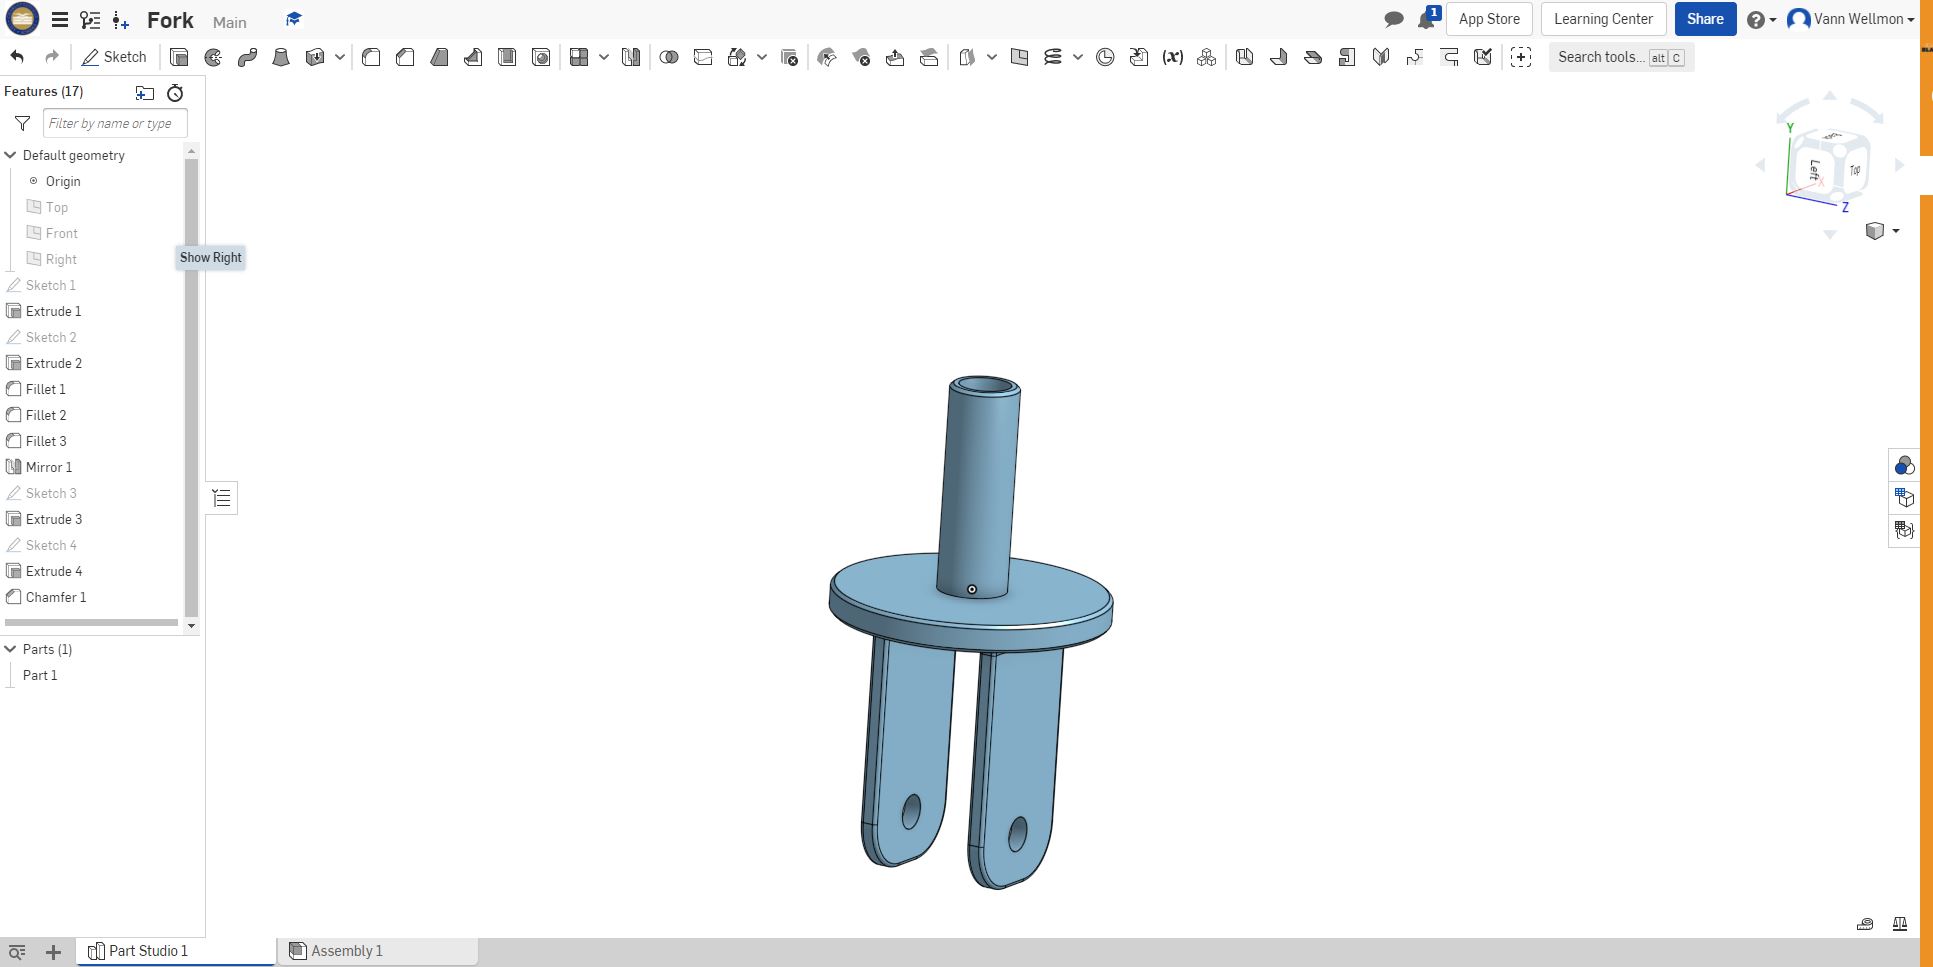 Fork Main
1
App Store
Learning Center
Share
Vann Wellmon
Sketch
Search tools... alt C
Features (17)
Filter by name or type
Default geometry
Origin
Top
Front
Right
Show Right
Sketch 1
Extrude 1
Sketch 2
Extrude 2
Fillet 1
Fillet 2
Fillet 3
Mirror 1
Sketch 3
Extrude 3
Sketch 4
Extrude 4
Chamfer 1
Parts (1)
Part 1
Y
Left
Top
X
Z
(x)
Part Studio 1
Assembly 1